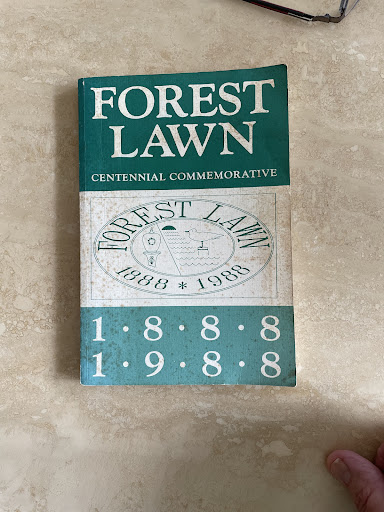 FOREST
LAWN
CENTENNIAL COMMEMORATIVE
FOREST LAWN
1888 * 1988
1 · 8 · 8 · 8
1 · 9 · 8 · 8